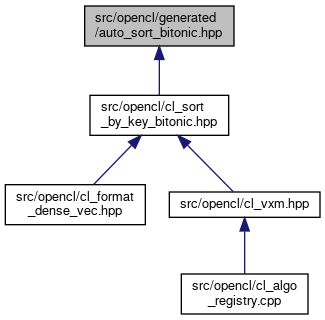 src/opencl/generated
/auto_sort_bitonic.hpp
src/opencl/cl_sort
_by_key_bitonic.hpp
src/opencl/cl_format
_dense_vec.hpp
src/opencl/cl_vxm.hpp
src/opencl/cl_algo
_registry.cpp